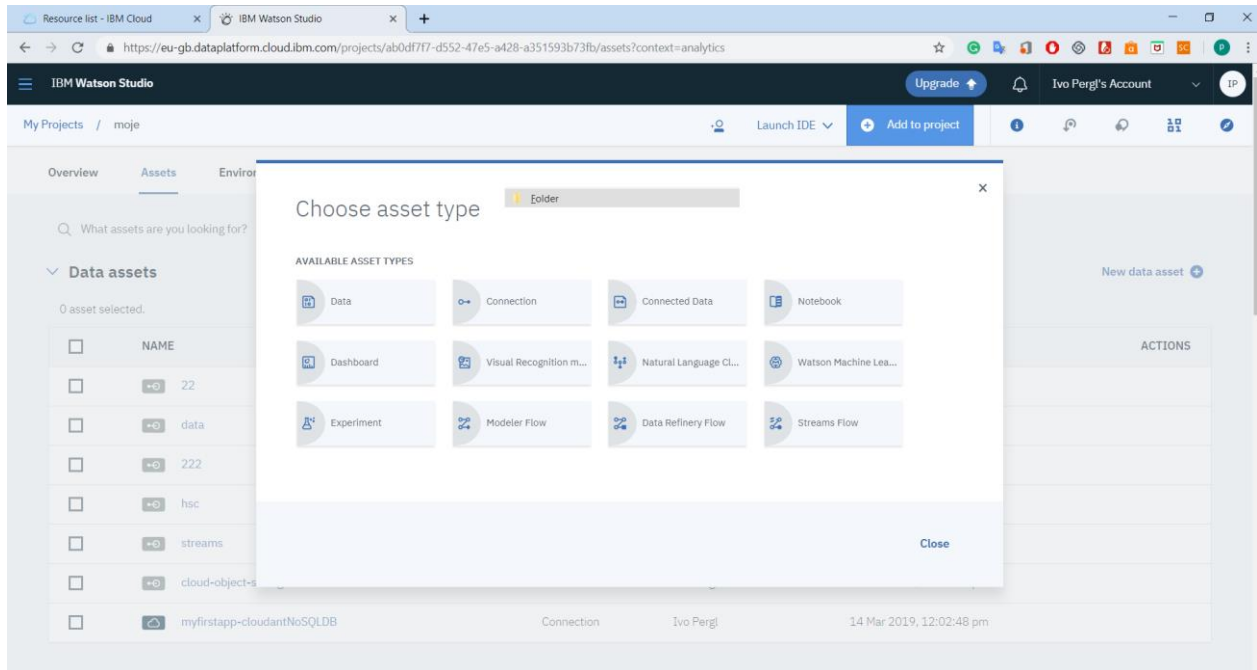 Resource list - IBM Cloud
IBM Watson Studio
https://eu-gb.dataplatform.cloud.ibm.com/projects/ab0df7f7-d552-47e5-a428-a351593b73fb/assets?context=analytics
IBM Watson Studio
Upgrade
Ivo Pergl's Account
IP
My Projects / moje
Launch IDE
Add to project
Overview
Assets
Environ
What assets are you looking for?
Data assets
New data asset
0 asset selected.
NAME
ACTIONS
22
data
222
hsc
streams
cloud-object-s
myfirstapp-cloudantNoSQLDB
Connection
Ivo Pergl
14 Mar 2019, 12:02:48 pm
Choose asset type
Folder
AVAILABLE ASSET TYPES
Data
Connection
Connected Data
Notebook
Dashboard
Visual Recognition m...
Natural Language Cl...
Watson Machine Lea...
Experiment
Modeler Flow
Data Refinery Flow
Streams Flow
Close